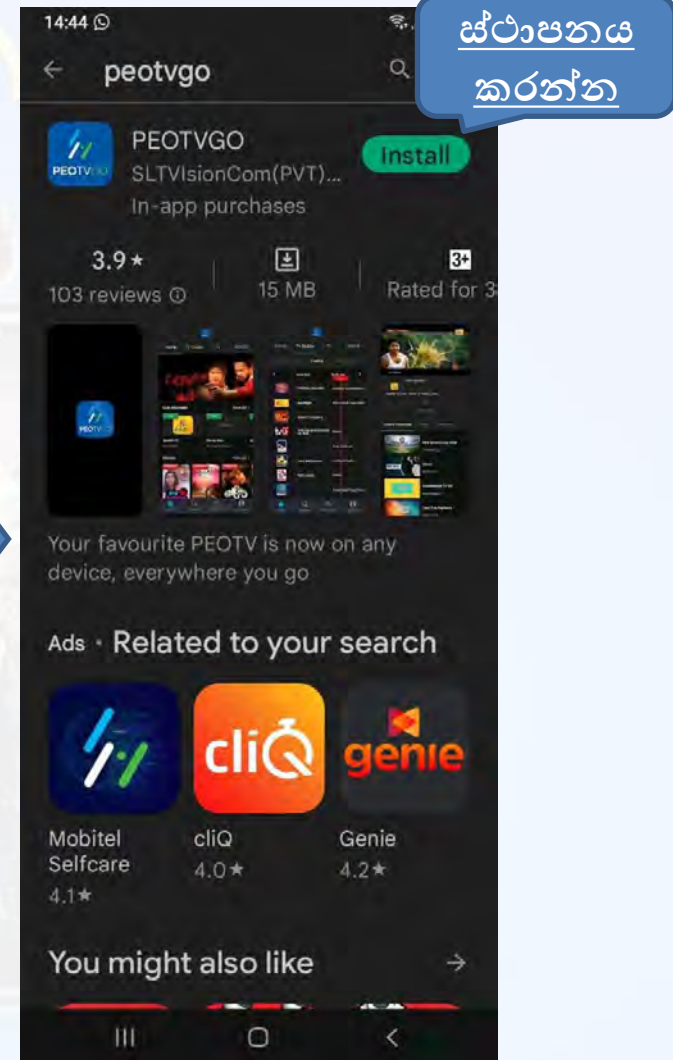 14:44
ස්ථාපනය
කරන්න
peotvgo
PEOTVGO
PEOTVGO
Install
SLTVIsionCom(PVT)...
In-app purchases
3.9★
3+
103 reviews
15 MB
Rated for 3
PEOTVGO
Your favourite PEOTV is now on any
device, everywhere you go
Ads · Related to your search
cliQ
genie
Mobitel
Selfcare
4.1★
cliQ
4.0★
Genie
4.2★
You might also like